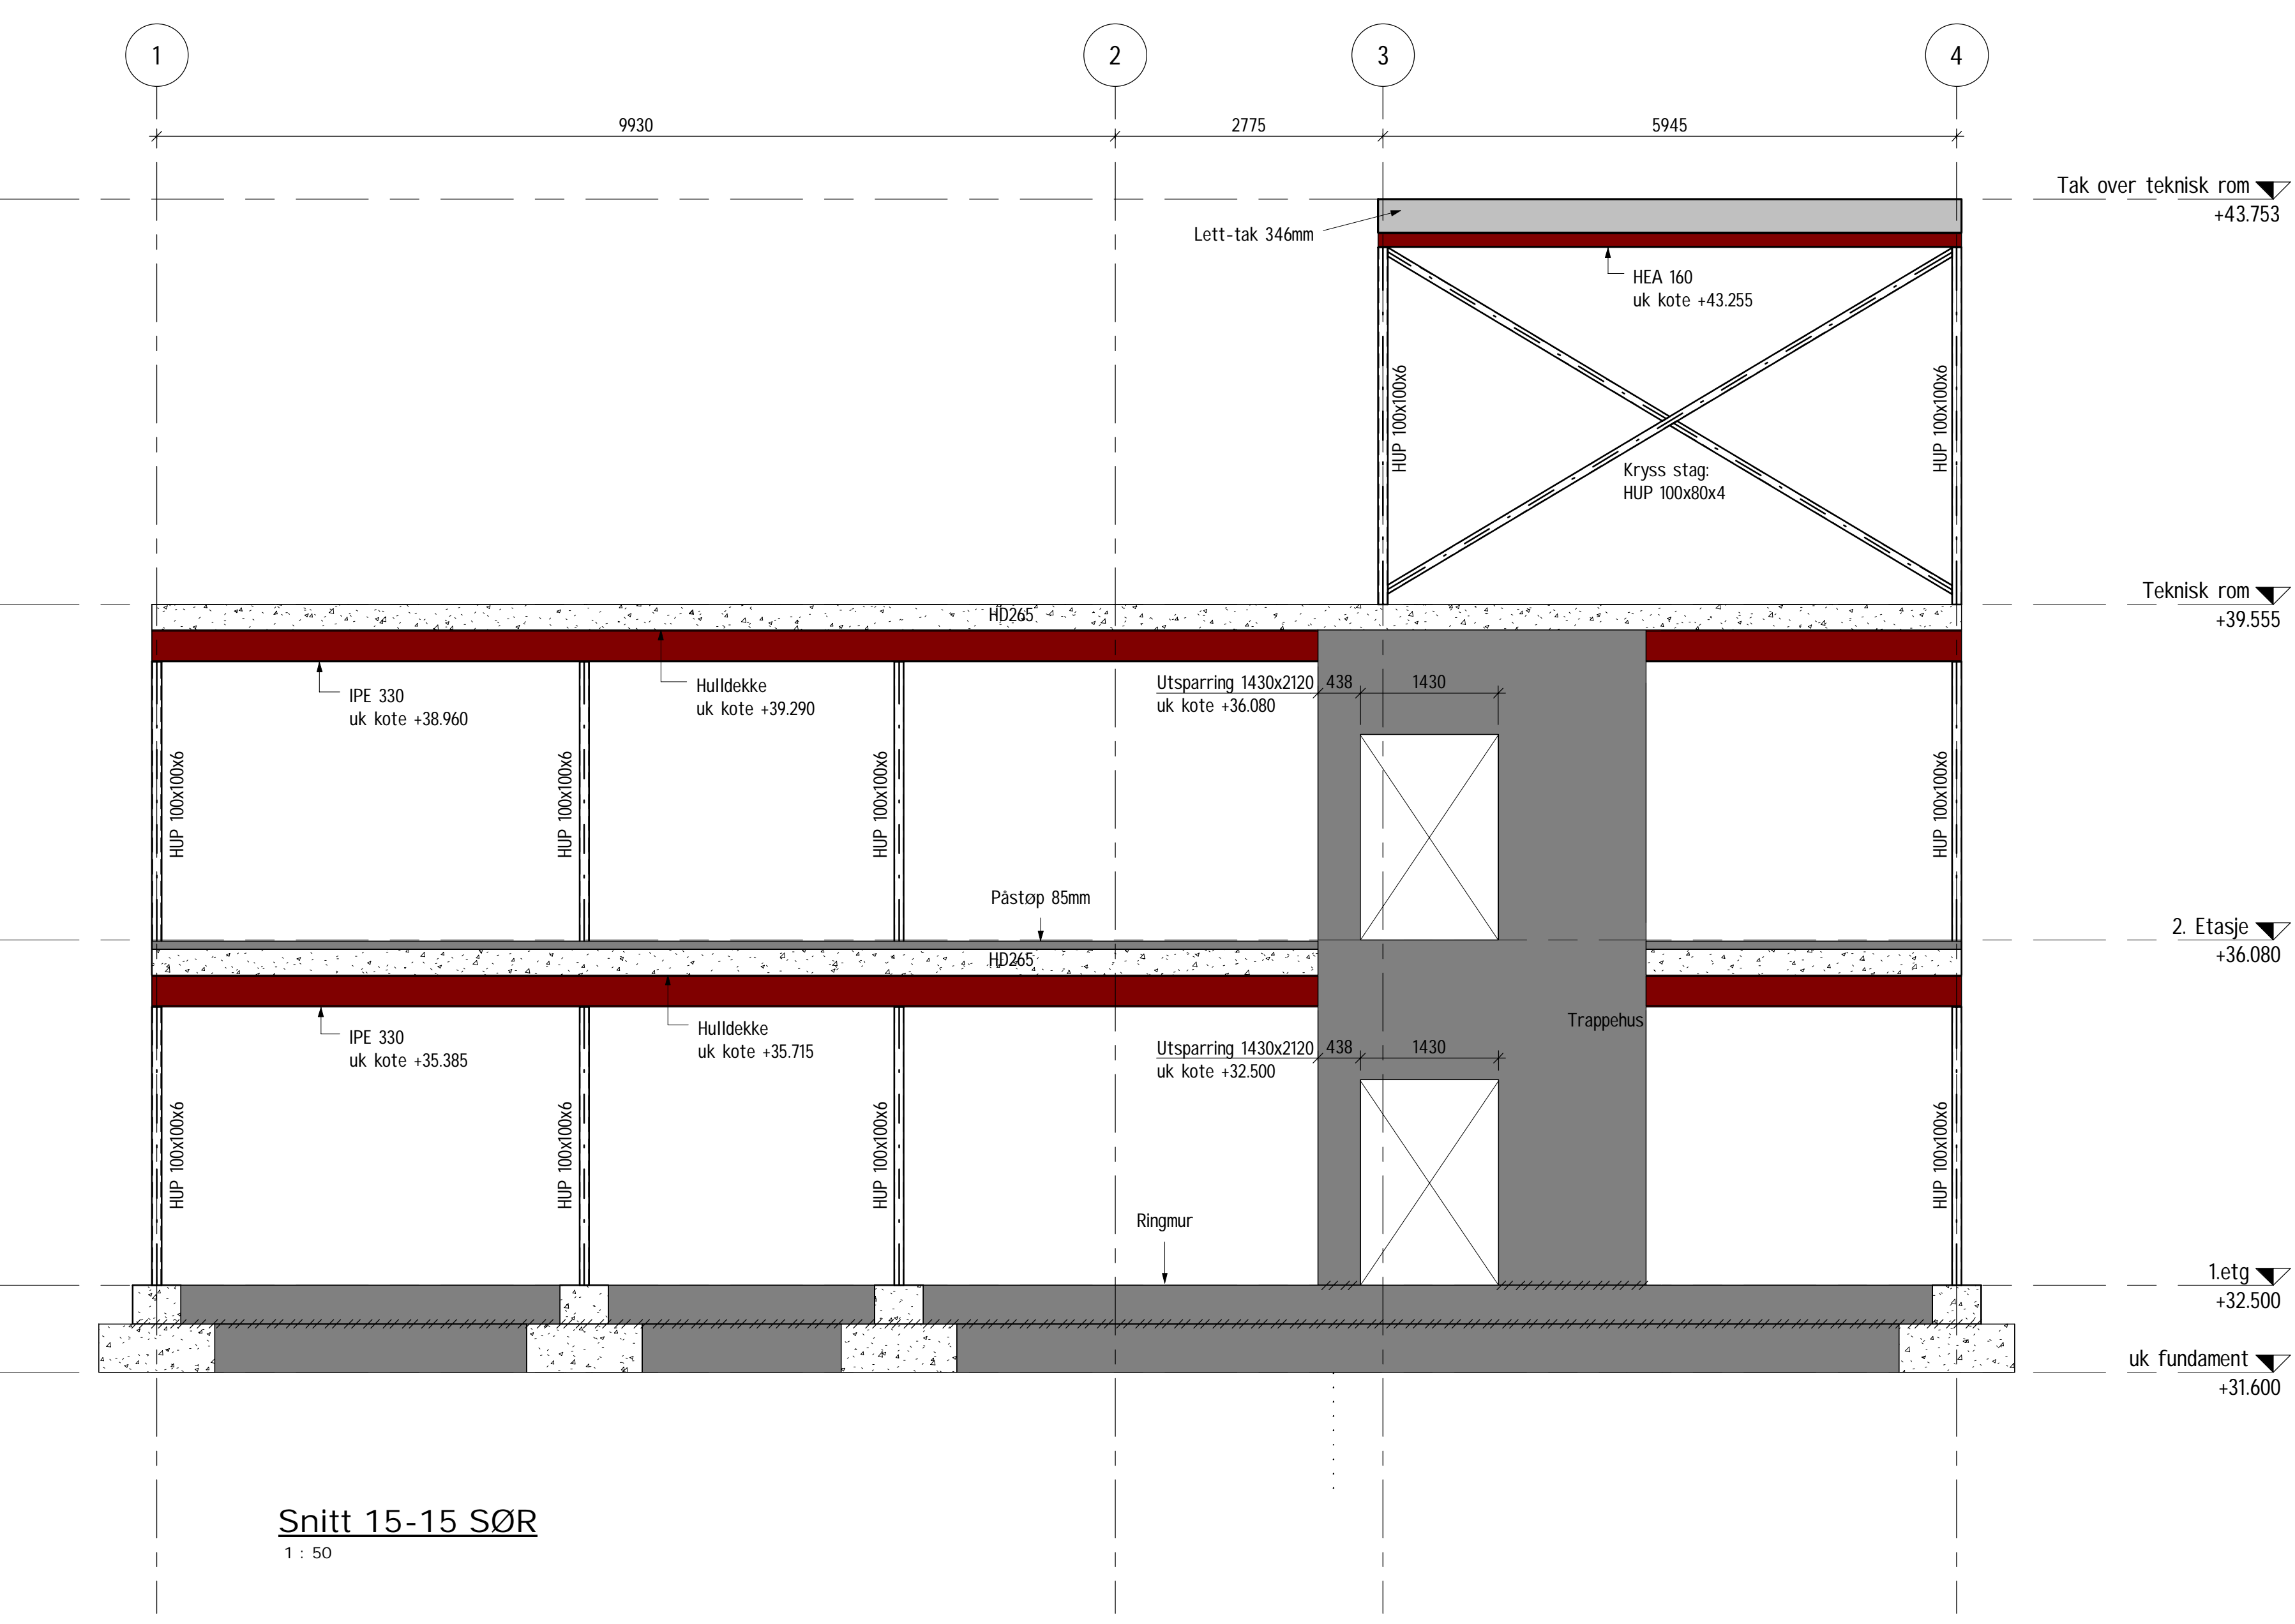 1
2
3
4
9930
2775
5945
Tak over teknisk rom
+43.753
Lett-tak 346mm
HEA 160
uk kote +43.255
HUP 100x100x6
HUP 100x100x6
Kryss stag:
HUP 100x80x4
Teknisk rom
+39.555
HD265
IPE 330
uk kote +38.960
Hulldekke
uk kote +39.290
Utsparring 1430x2120
uk kote +36.080
438
1430
HUP 100x100x6
HUP 100x100x6
HUP 100x100x6
HUP 100x100x6
Påstøp 85mm
2. Etasje
+36.080
HD265
IPE 330
uk kote +35.385
Hulldekke
uk kote +35.715
Trappehus
Utsparring 1430x2120
uk kote +32.500
438
1430
HUP 100x100x6
HUP 100x100x6
HUP 100x100x6
HUP 100x100x6
Ringmur
1.etg
+32.500
uk fundament
+31.600
Snitt 15-15 SØR
1 : 50